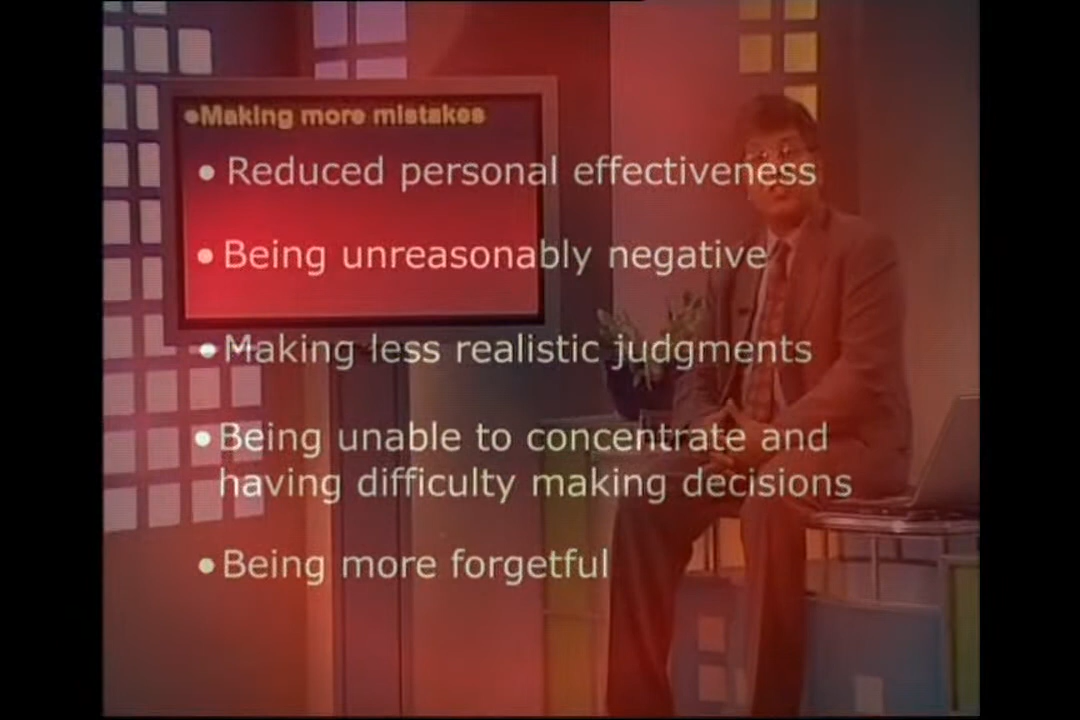 •Making more mistakes
• Reduced personal effectiveness
• Being unreasonably negative
• Making less realistic judgments
• Being unable to concentrate and
having difficulty making decisions
• Being more forgetful